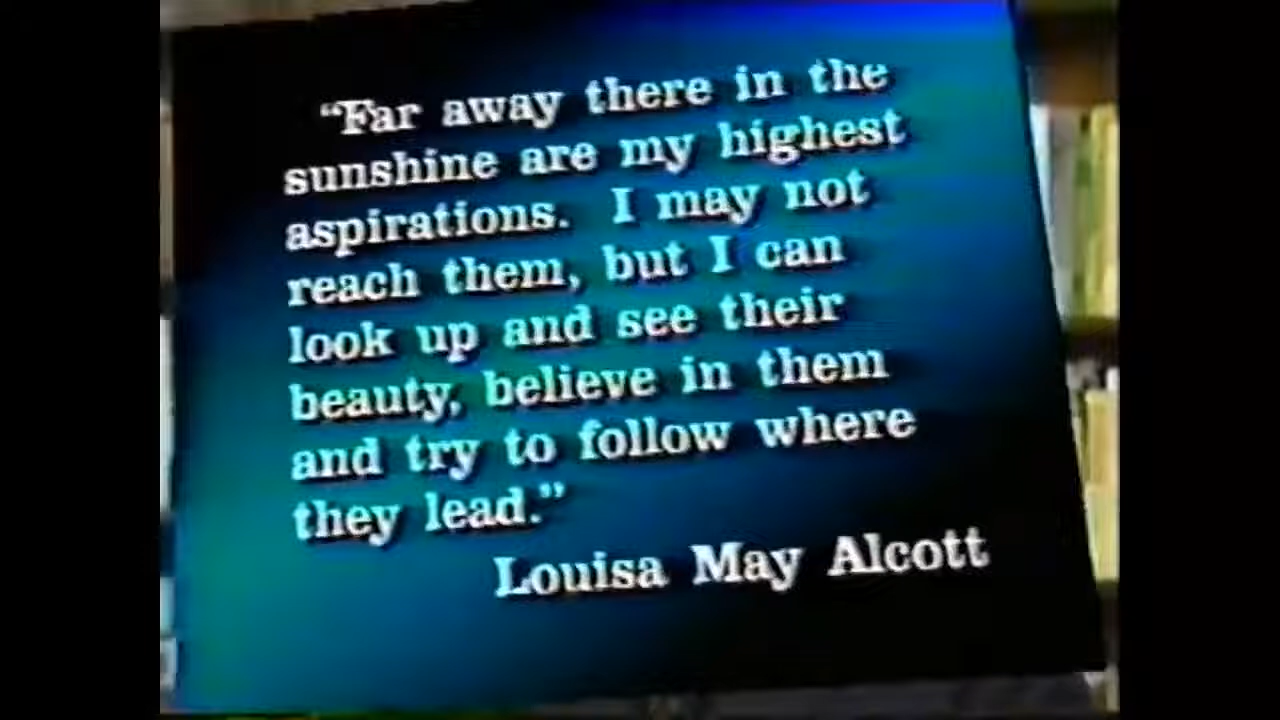 “Far away there in the
sunshine are my highest
aspirations. I may not
reach them, but I can
look up and see their
beauty, believe in them
and try to follow where
they lead.”
Louisa May Alcott